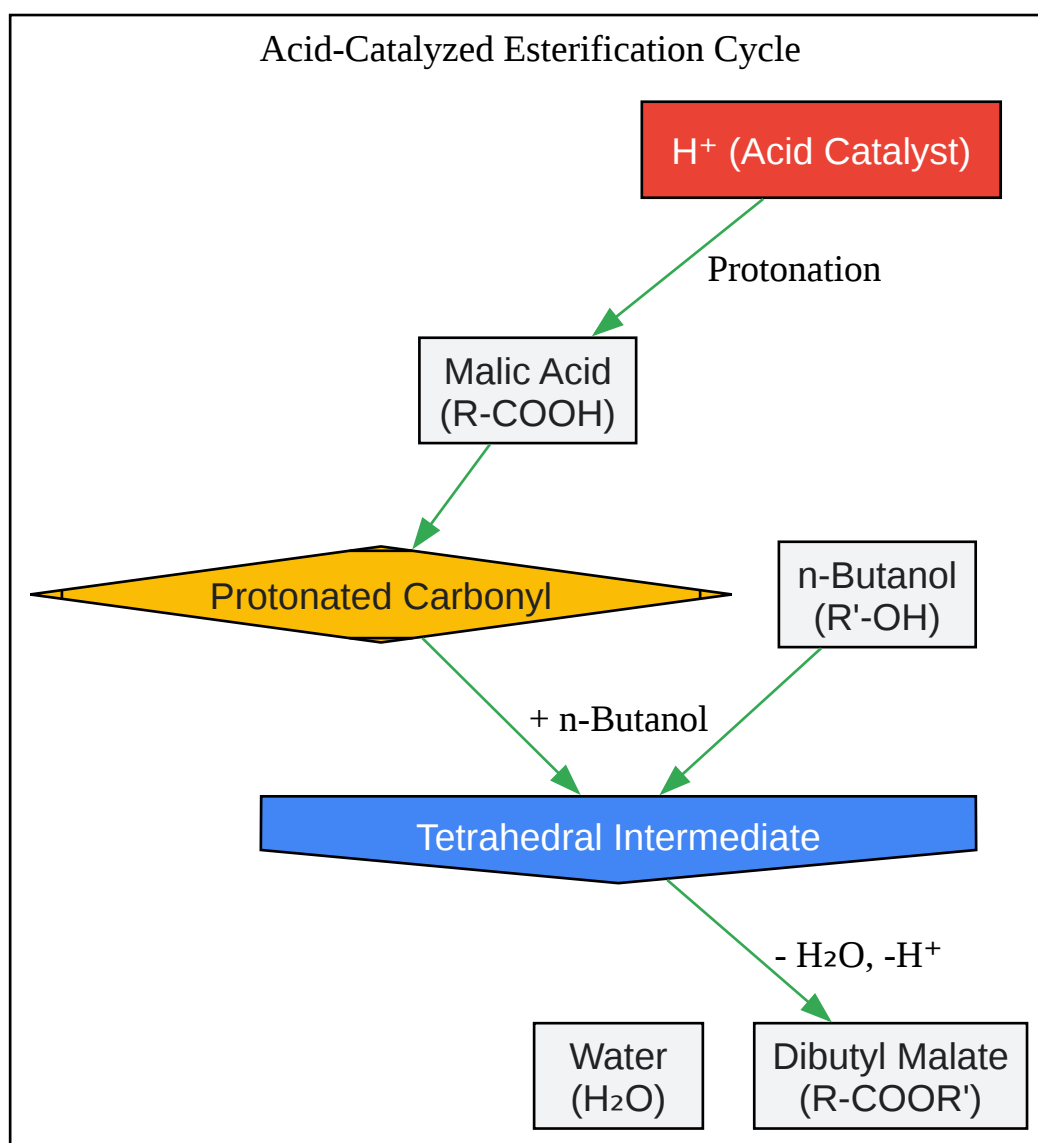 Acid-Catalyzed Esterification Cycle
H⁺ (Acid Catalyst)
Protonation
Malic Acid
(R-COOH)
Protonated Carbonyl
n-Butanol
(R'-OH)
+ n-Butanol
Tetrahedral Intermediate
- H₂O, -H⁺
Water
(H₂O)
Dibutyl Malate
(R-COOR')